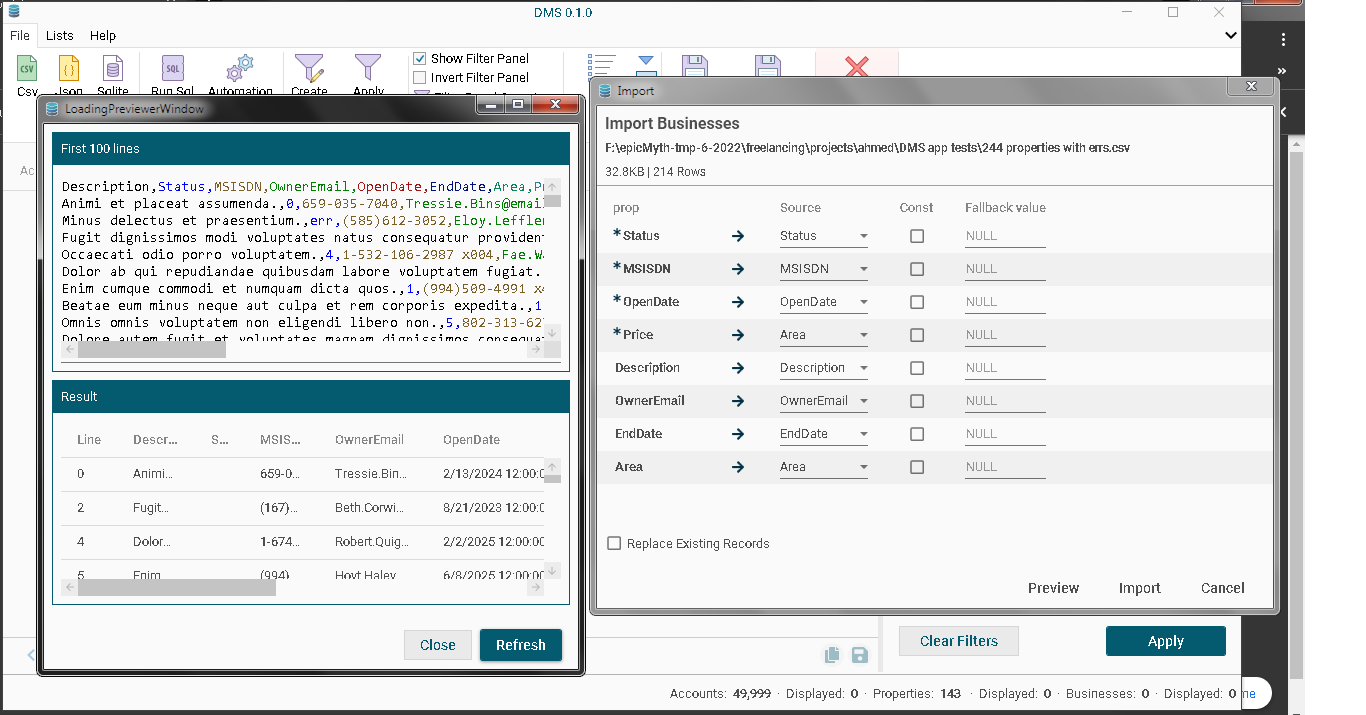 DMS 0.1.0
File Lists Help
Show Filter Panel
Invert Filter Panel
CSV {} SQL
Csv Json Sqlite Run Sql Automation Create Apply
LoadingPreviewerWindow
First 100 lines
Description,Status,MSISDN,OwnerEmail,OpenDate,EndDate,Area,
Animi et placeat assumenda.,0,659-035-7040,Tressie.Bins@email
Minus delectus et praesentium.,err,(585)612-3052,Eloy.Leffler
Fugit dignissimos modi voluptates natus consequatur provident
Occaecati odio porro voluptatem.,4,1-532-106-2987 x004,Fae.W
Dolor ab qui repudiandae quibusdam labore voluptatem fugiat.
Enim cumque commodi et numquam dicta quos.,1,(994)509-4991 x4
Beatae eum minus neque aut culpa et rem corporis expedita.,1
Omnis omnis voluptatem non eligendi libero non.,5,802-313-62
Dolore autem fugit et voluptates magnam dignissimos consequat
Result
Line Descr... S... MSIS... OwnerEmail OpenDate
0 Animi... 659-0... Tressie.Bin... 2/13/2024 12:00:0
2 Fugit... (167)... Beth.Corwi... 8/21/2023 12:00:0
4 Dolor... 1-674... Robert.Quig... 2/2/2025 12:00:00
5 Enim (994) Hoyt.Haley 6/8/2025 12:00:00
Close Refresh
Import
Import Businesses
F:\epicMyth-tmp-6-2022\freelancing\projects\ahmed\DMS app tests\244 properties with errs.csv
32.8KB | 214 Rows
prop Source Const Fallback value
*Status Status NULL
*MSISDN MSISDN NULL
*OpenDate OpenDate NULL
*Price Area NULL
Description Description NULL
OwnerEmail OwnerEmail NULL
EndDate EndDate NULL
Area Area NULL
Replace Existing Records
Preview Import Cancel
Ac
Clear Filters Apply
Accounts: 49,999 · Displayed: 0 · Properties: 143 · Displayed: 0 · Businesses: 0 · Displayed: 0 me